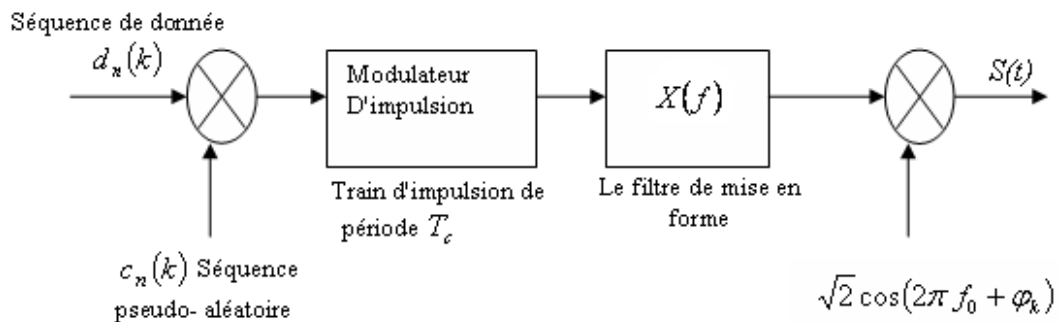 Séquence de donnée
d_n(k)
Modulateur
D'impulsion
X(f)
S(t)
Train d'impulsion de
période T_c
Le filtre de mise en
forme
c_n(k) Séquence
pseudo- aléatoire
√2 cos(2π f_0 + φ_k)